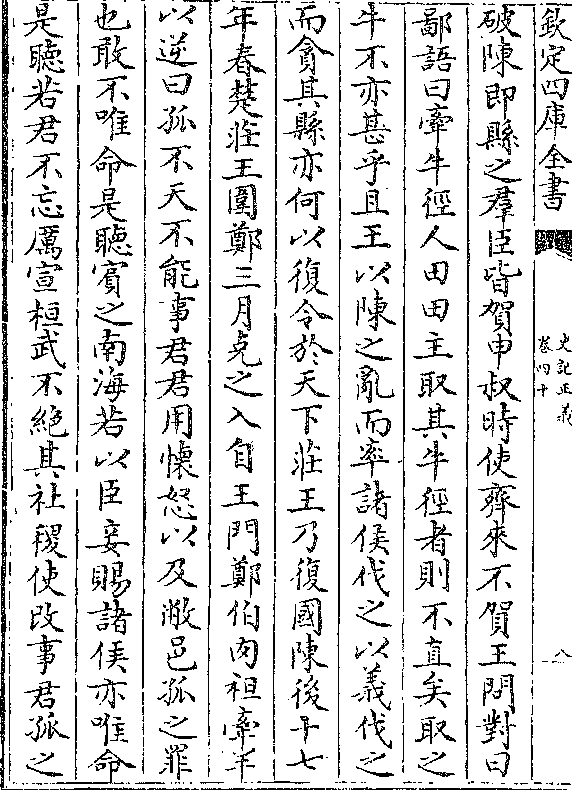 欽定四庫全書
史記正義
卷四十
八
破陳即縣之羣臣皆賀申叔時使齊來不賀王問對曰
鄙語曰牽牛徑人田田主取其牛徑者則不直矣取之
牛不亦甚乎且王以陳之亂而率諸侯伐之以義伐之
而貪其縣亦何以復令於天下莊王乃復國陳後十七
年春楚莊王圍鄭三月克之入自王門鄭伯肉袒牽羊
以逆曰孤不天不能事君君用懷怒以及敝邑孤之罪
也敢不唯命是聽賓之南海若以臣妾賜諸侯亦唯命
是聽若君不忘厲宣桓武不絶其社稷使改事君孤之